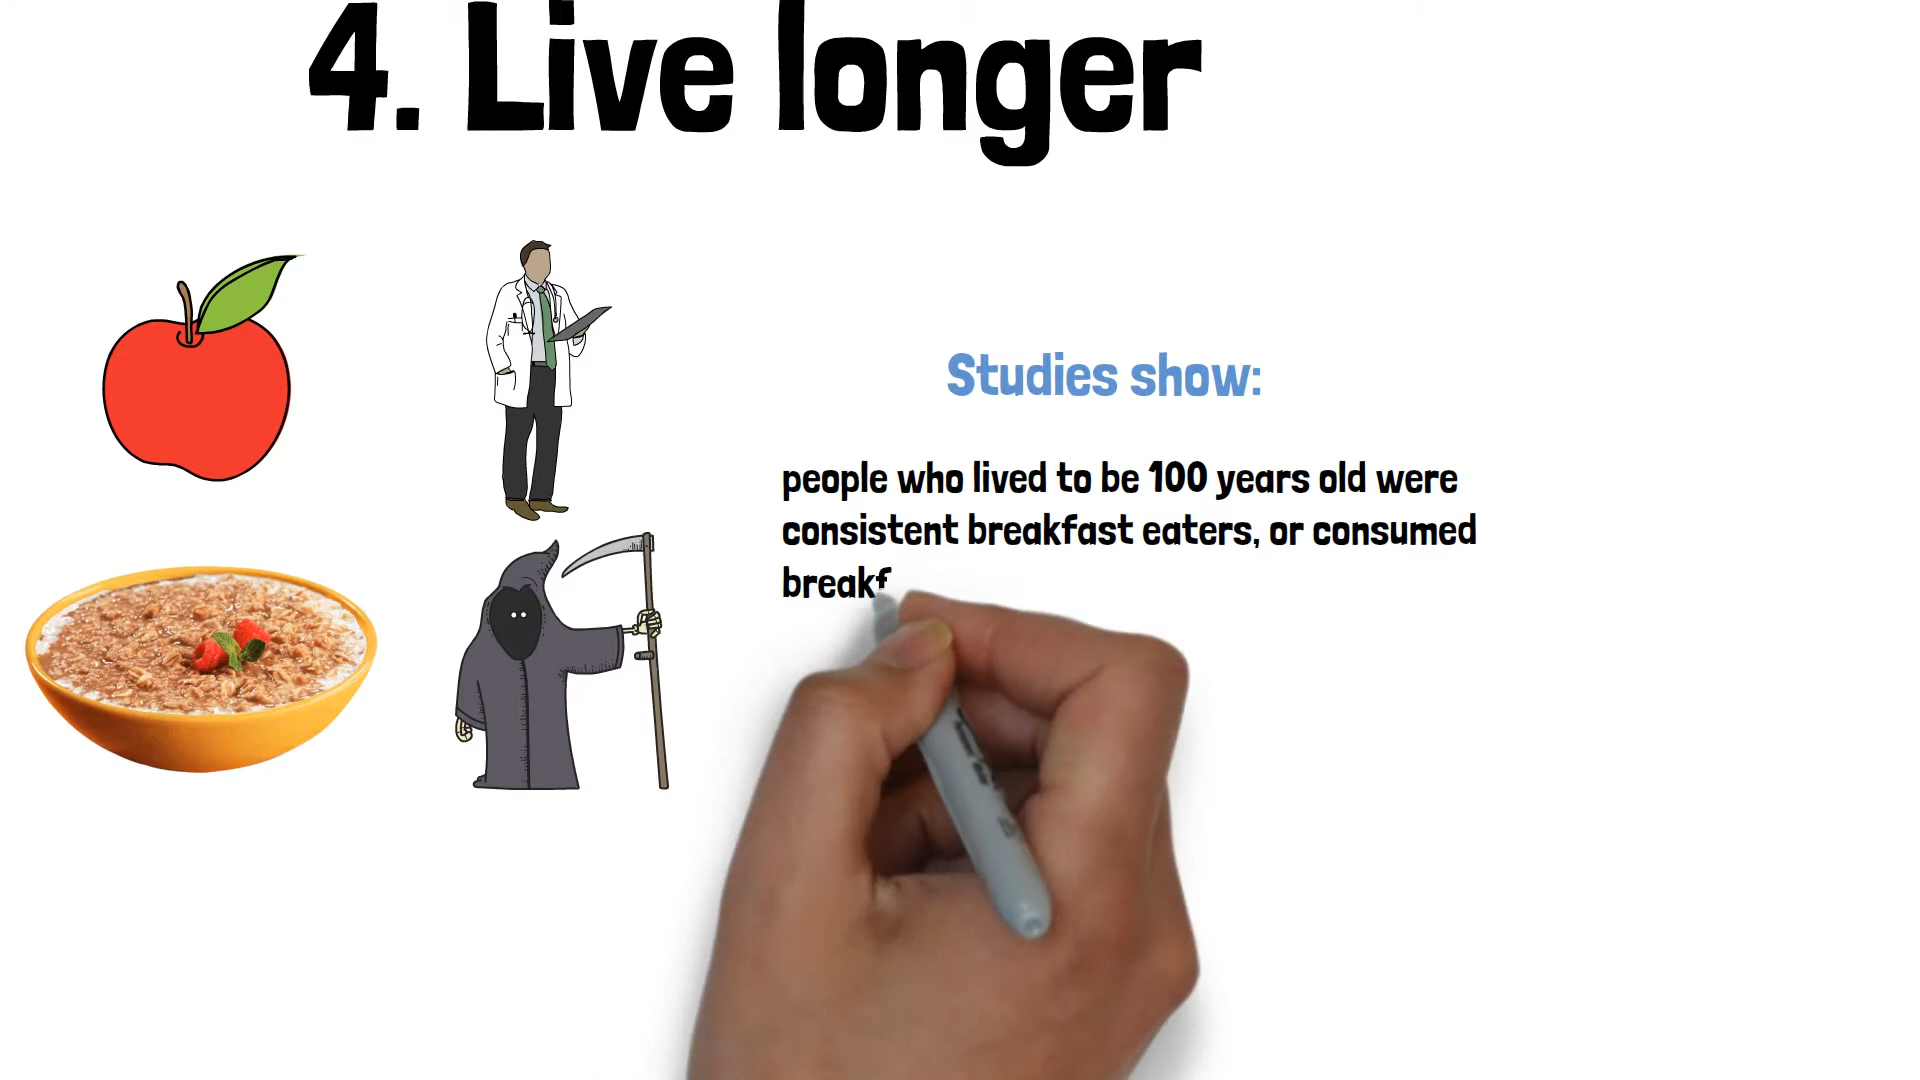 4. Live longer
Studies show:
people who lived to be 100 years old were
consistent breakfast eaters, or consumed
breakf